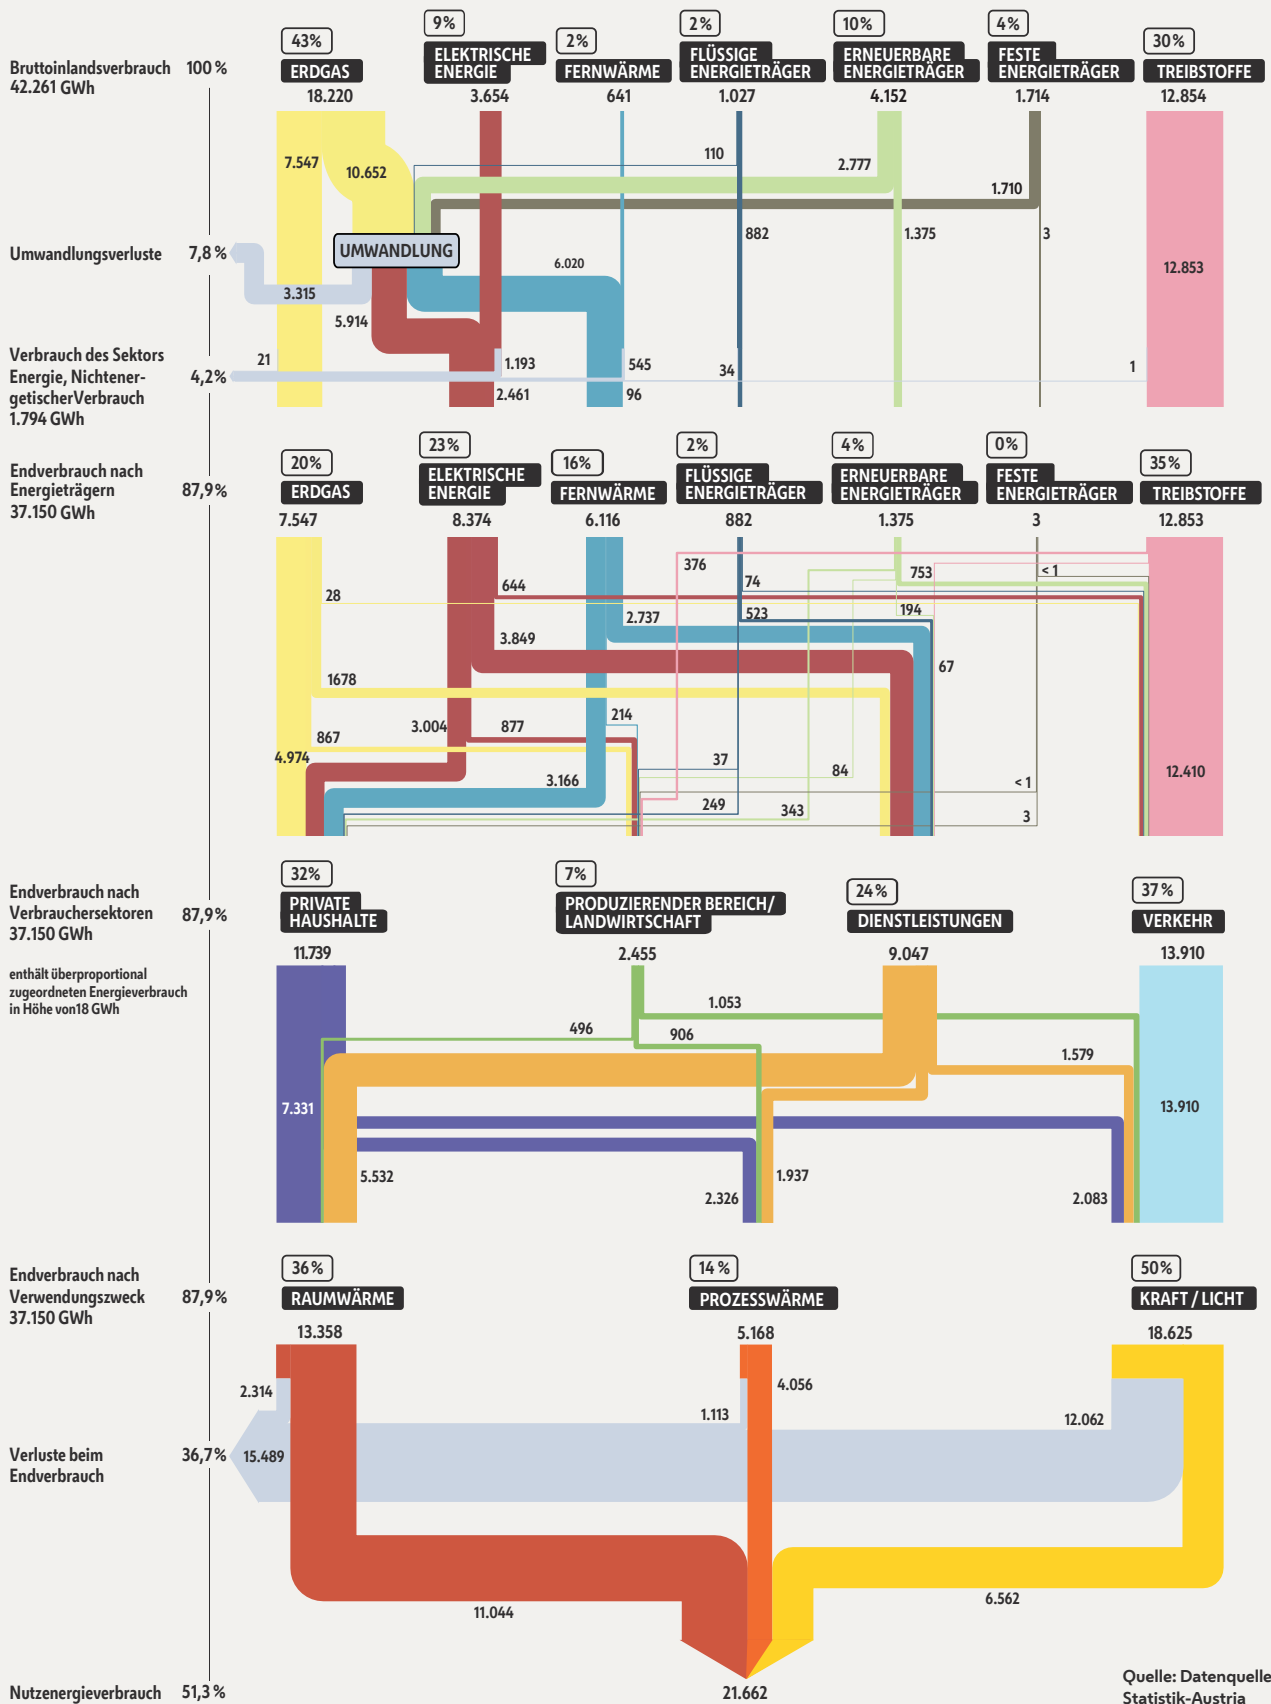 Bruttoinlandsverbrauch 100 %
42.261 GWh
43%
ERDGAS
18.220
9%
ELEKTRISCHE
ENERGIE
3.654
2%
FERNWÄRME
641
2%
FLÜSSIGE
ENERGIETRÄGER
1.027
10%
ERNEUERBARE
ENERGIETRÄGER
4.152
4%
FESTE
ENERGIETRÄGER
1.714
30%
TREIBSTOFFE
12.854
7.547
10.652
110
2.777
1.710
882
1.375
3
12.853
Umwandlungsverluste 7,8 %
UMWANDLUNG
3.315
5.914
6.020
Verbrauch des Sektors
Energie, Nichtener-
getischerVerbrauch
1.794 GWh
4,2%
21
1.193
2.461
545
96
34
1
Endverbrauch nach
Energieträgern
37.150 GWh
87,9%
20%
ERDGAS
7.547
23%
ELEKTRISCHE
ENERGIE
8.374
16%
FERNWÄRME
6.116
2%
FLÜSSIGE
ENERGIETRÄGER
882
4%
ERNEUERBARE
ENERGIETRÄGER
1.375
0%
FESTE
ENERGIETRÄGER
3
35%
TREIBSTOFFE
12.853
376
74
753
< 1
28
644
523
194
2.737
3.849
67
1678
214
3.004
877
867
4.974
37
84
3.166
< 1
12.410
249
343
3
Endverbrauch nach
Verbrauchersektoren
37.150 GWh
87,9%
enthält überproportional
zugeordneten Energieverbrauch
in Höhe von18 GWh
32%
PRIVATE
HAUSHALTE
11.739
7%
PRODUZIERENDER BEREICH/
LANDWIRTSCHAFT
2.455
24%
DIENSTLEISTUNGEN
9.047
37%
VERKEHR
13.910
1.053
496
906
1.579
7.331
13.910
5.532
2.326
1.937
2.083
Endverbrauch nach
Verwendungszweck
37.150 GWh
87,9%
36%
RAUMWÄRME
13.358
14%
PROZESSWÄRME
5.168
50%
KRAFT / LICHT
18.625
2.314
1.113
4.056
12.062
Verluste beim
Endverbrauch
36,7%
15.489
11.044
6.562
Nutzenergieverbrauch 51,3 %
21.662
Quelle: Datenquelle
Statistik-Austria